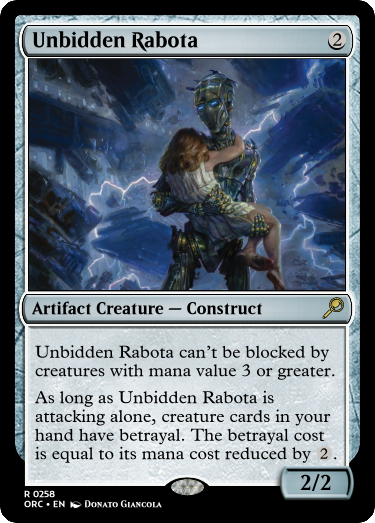 Unbidden Rabota
2
Artifact Creature — Construct
Unbidden Rabota can't be blocked by
creatures with mana value 3 or greater.
As long as Unbidden Rabota is
attacking alone, creature cards in your
hand have betrayal. The betrayal cost
is equal to its mana cost reduced by 2.
2/2
R 0258
ORC • EN Donato Giancola